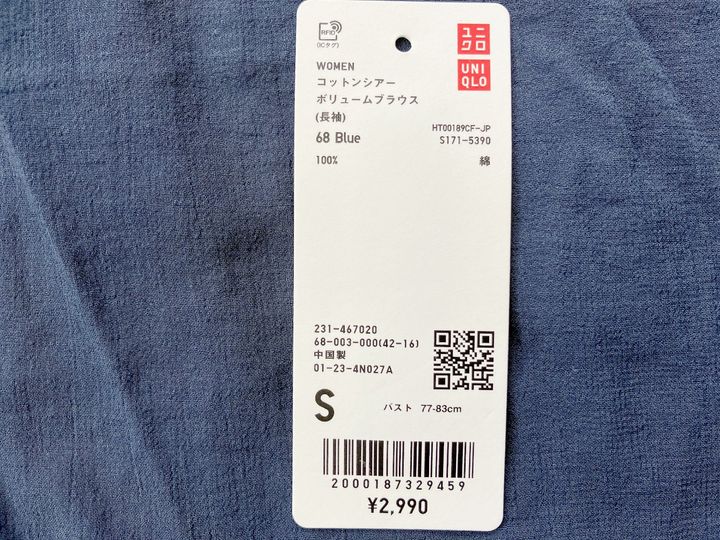 RFID
(ICタグ)
ユニ
クロ
UNI
QLO
WOMEN
コットンシアー
ボリュームブラウス
(長袖)
68 Blue
HT00189CF-JP
S171-5390
100% 綿
231-467020
68-003-000(42-16)
中国製
01-23-4N027A
S バスト 77-83cm
2000187329459
¥2,990